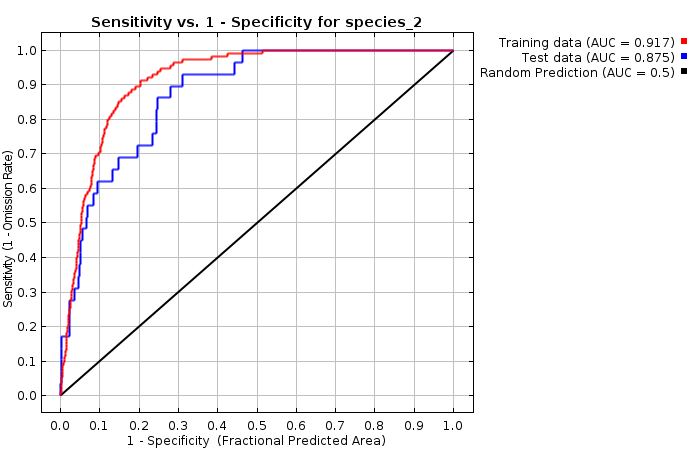 Sensitivity vs. 1 - Specificity for species_2
Training data (AUC = 0.917)
Test data (AUC = 0.875)
Random Prediction (AUC = 0.5)
Sensitivity (1 - Omission Rate)
1.0
0.9
0.8
0.7
0.6
0.5
0.4
0.3
0.2
0.1
0.0
0.0 0.1 0.2 0.3 0.4 0.5 0.6 0.7 0.8 0.9 1.0
1 - Specificity (Fractional Predicted Area)